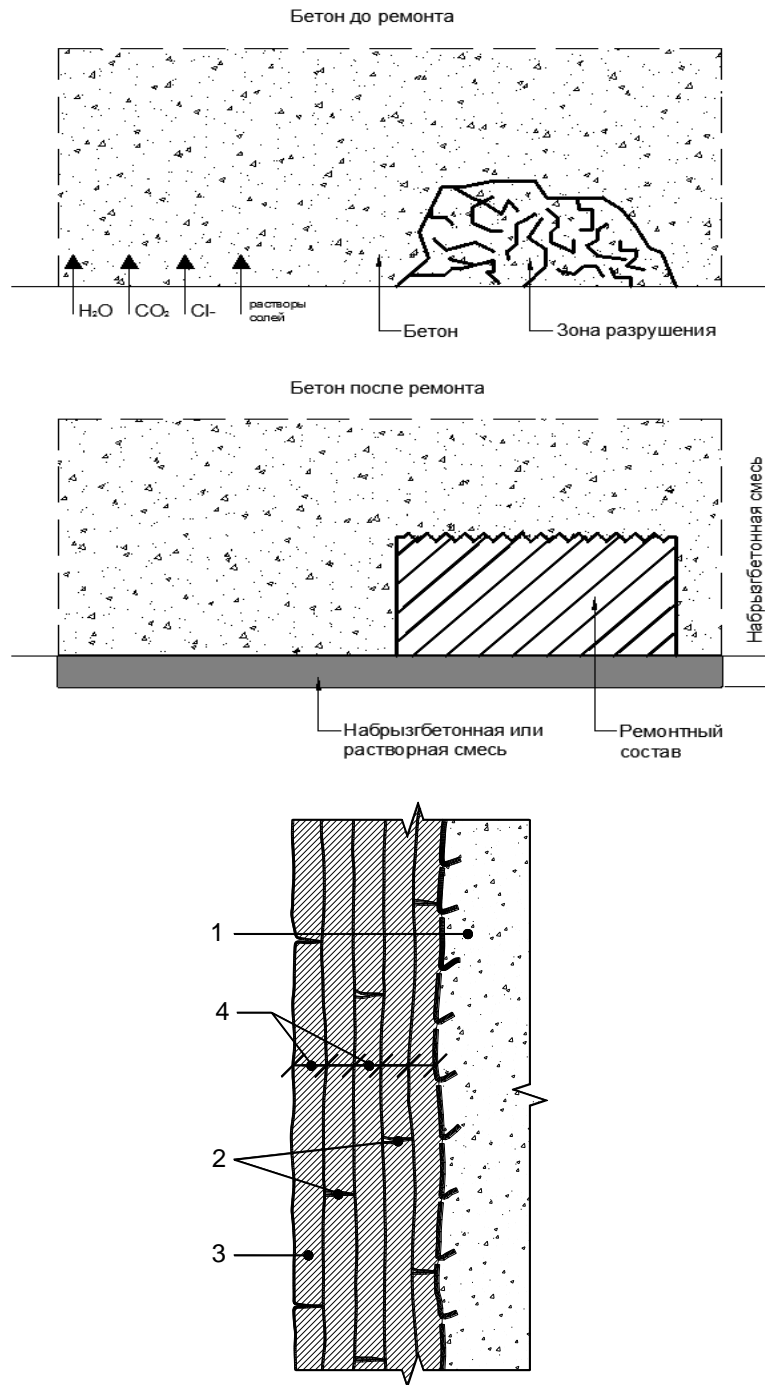 Бетон до ремонта
H₂O
CO₂
Cl-
растворы
солей
Бетон
Зона разрушения
Бетон после ремонта
Набрызгбетонная смесь
Набрызгбетонная или
растворная смесь
Ремонтный
состав
1
4
2
3